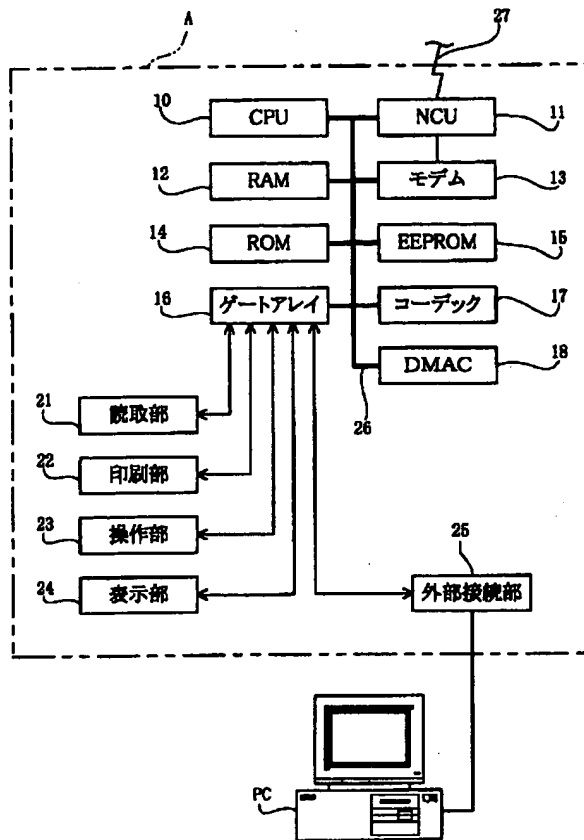 A
27
10
CPU
NCU
11
12
RAM
モデム
13
14
ROM
EEPROM
15
16
ゲートアレイ
コーデック
17
DMAC
18
26
21
読取部
22
印刷部
23
操作部
24
表示部
25
外部接続部
PC